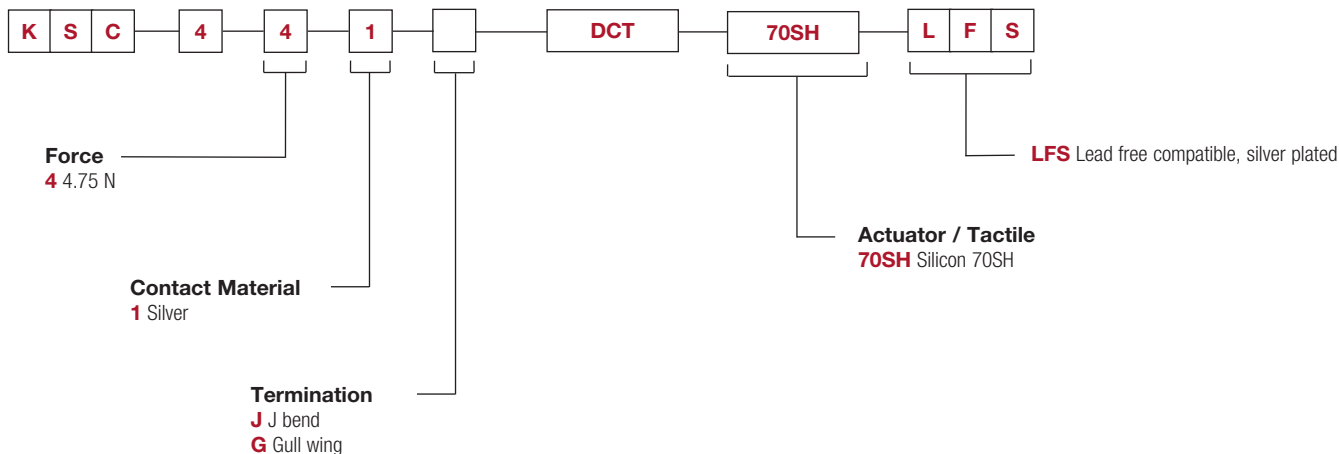 K S C 4 4 1 DCT 70SH L F S
Force
4 4.75 N
LFS Lead free compatible, silver plated
Actuator / Tactile
70SH Silicon 70SH
Contact Material
1 Silver
Termination
J J bend
G Gull wing